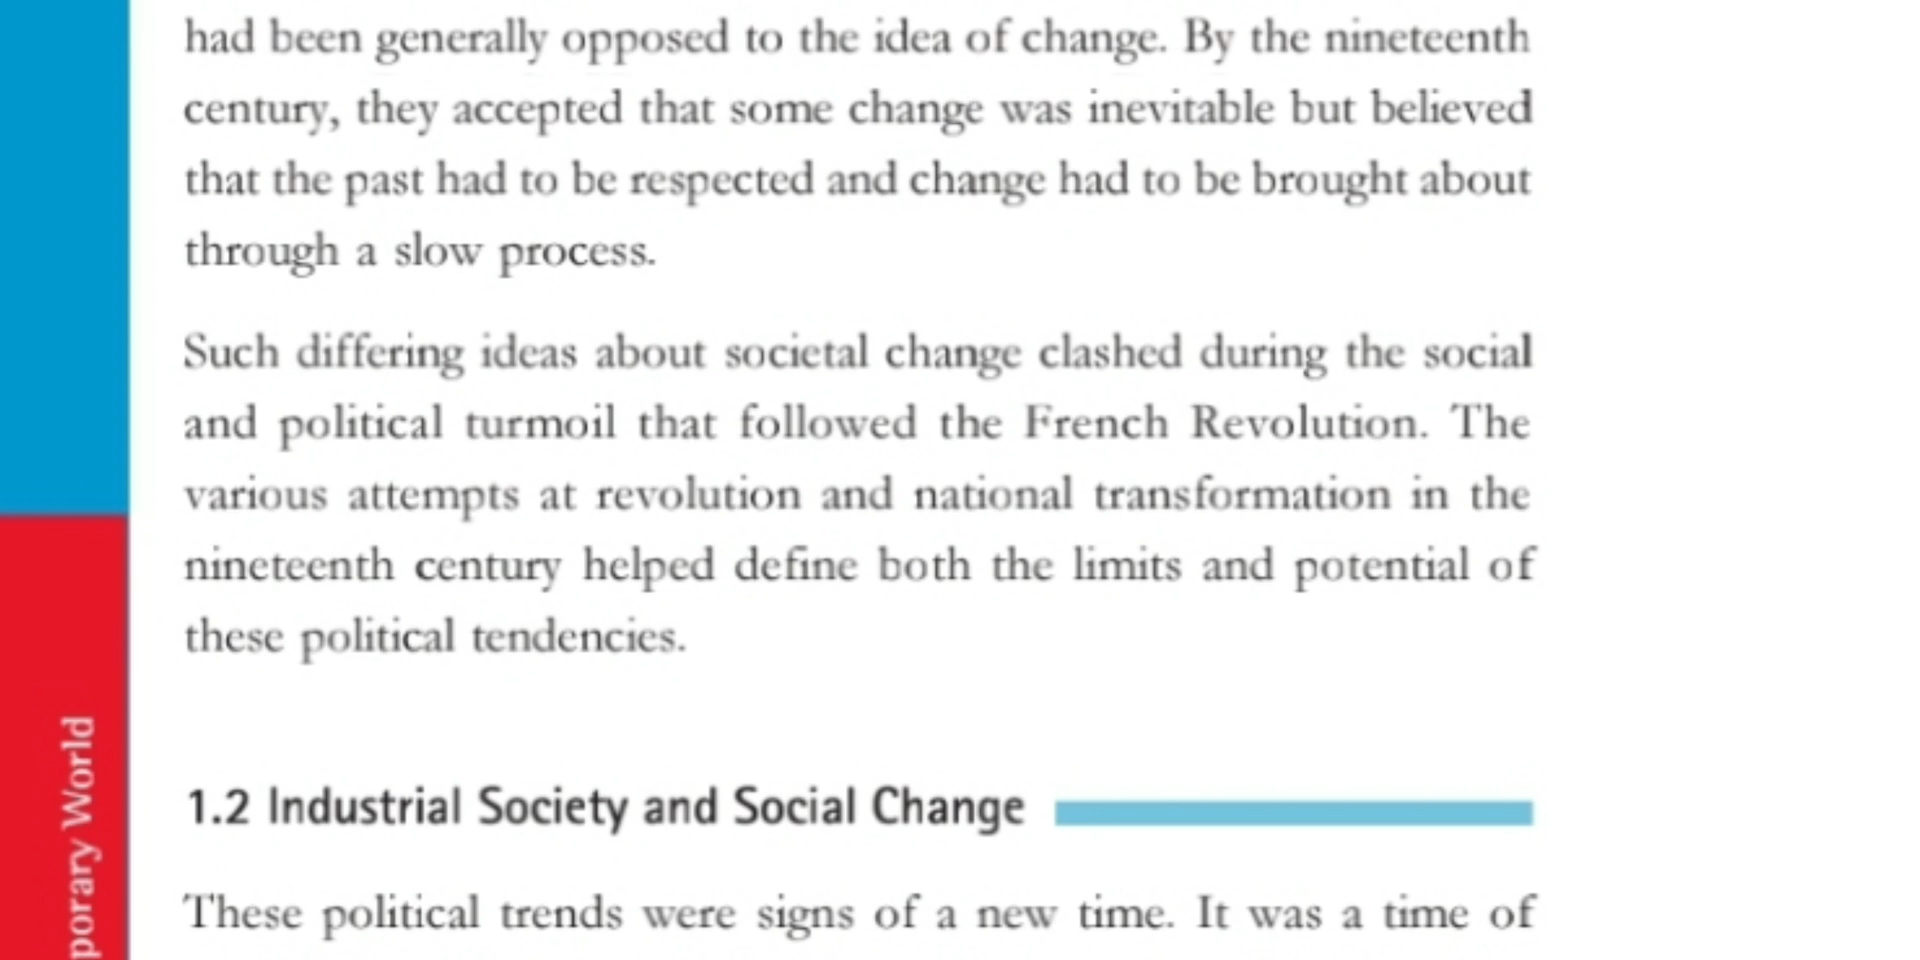 had been generally opposed to the idea of change. By the nineteenth
century, they accepted that some change was inevitable but believed
that the past had to be respected and change had to be brought about
through a slow process.
Such differing ideas about societal change clashed during the social
and political turmoil that followed the French Revolution. The
various attempts at revolution and national transformation in the
nineteenth century helped define both the limits and potential of
these political tendencies.
1.2 Industrial Society and Social Change
These political trends were signs of a new time. It was a time of
porary World